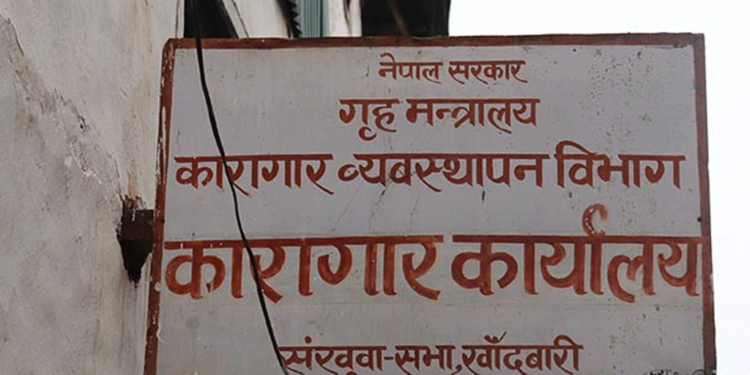 नेपाल सरकार
गृह मन्त्रालय
कारागार व्यवस्थापन विभाग
कारागार कार्यालय
संखुवा-सभा,खाँदबारी